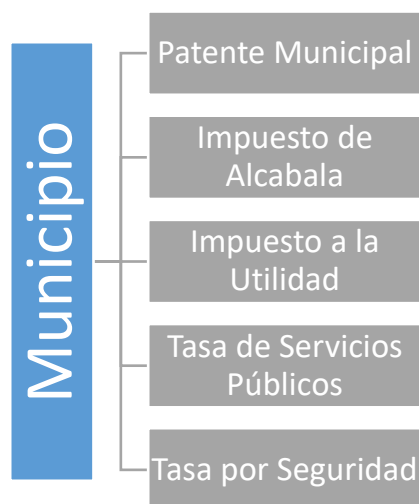 Municipio
Patente Municipal
Impuesto de
Alcabala
Impuesto a la
Utilidad
Tasa de Servicios
Públicos
Tasa por Seguridad